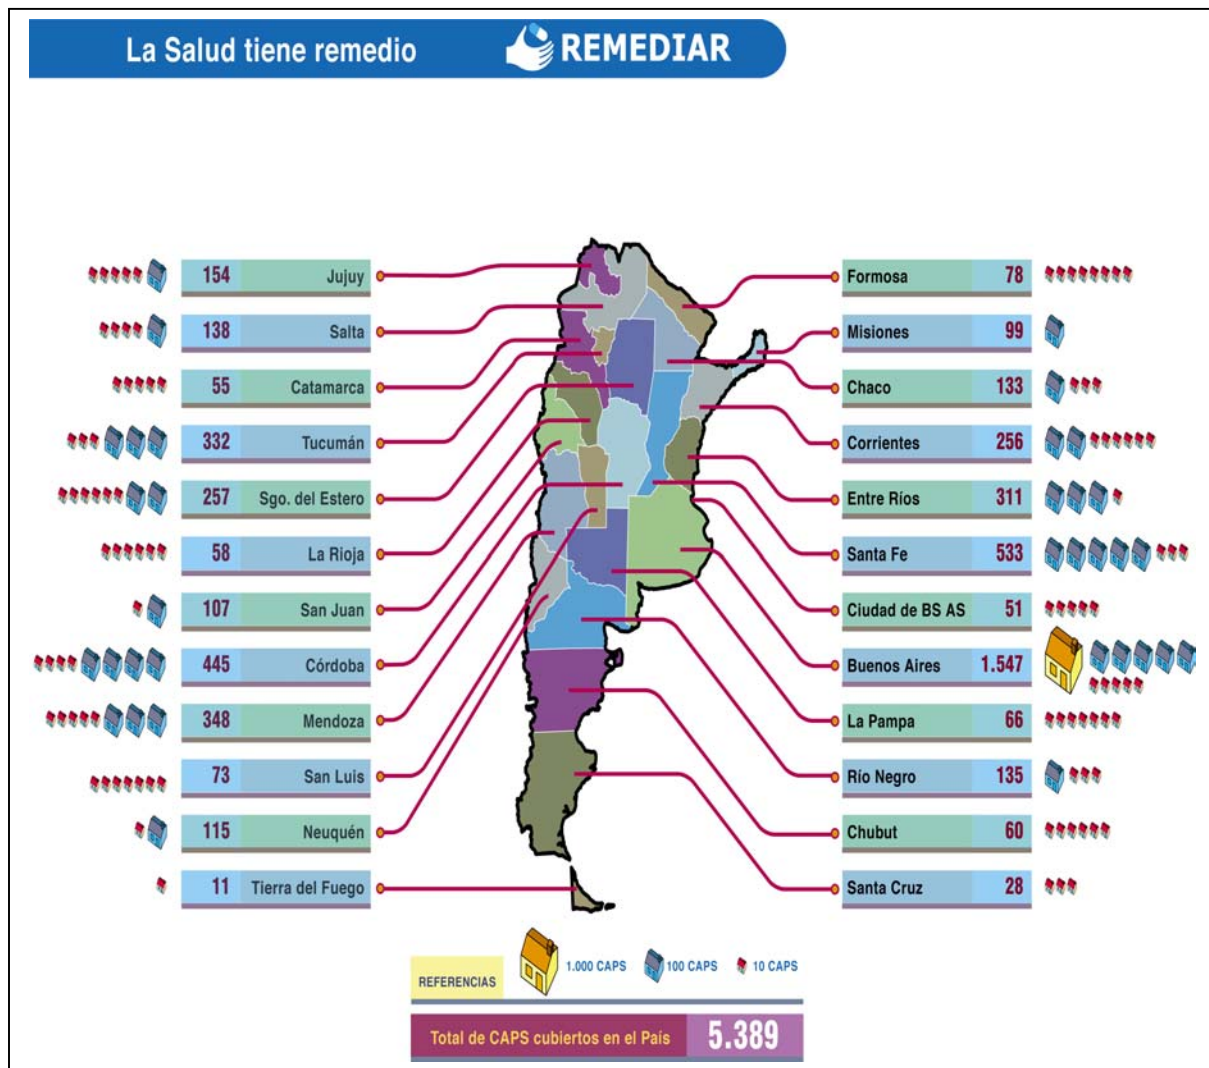 La Salud tiene remedio REMEDIAR
154 Jujuy
138 Salta
55 Catamarca
332 Tucumán
257 Sgo. del Estero
58 La Rioja
107 San Juan
445 Córdoba
348 Mendoza
73 San Luis
115 Neuquén
11 Tierra del Fuego
Formosa 78
Misiones 99
Chaco 133
Corrientes 256
Entre Ríos 311
Santa Fe 533
Ciudad de BS AS 51
Buenos Aires 1.547
La Pampa 66
Río Negro 135
Chubut 60
Santa Cruz 28
REFERENCIAS 1.000 CAPS 100 CAPS 10 CAPS
Total de CAPS cubiertos en el País 5.389